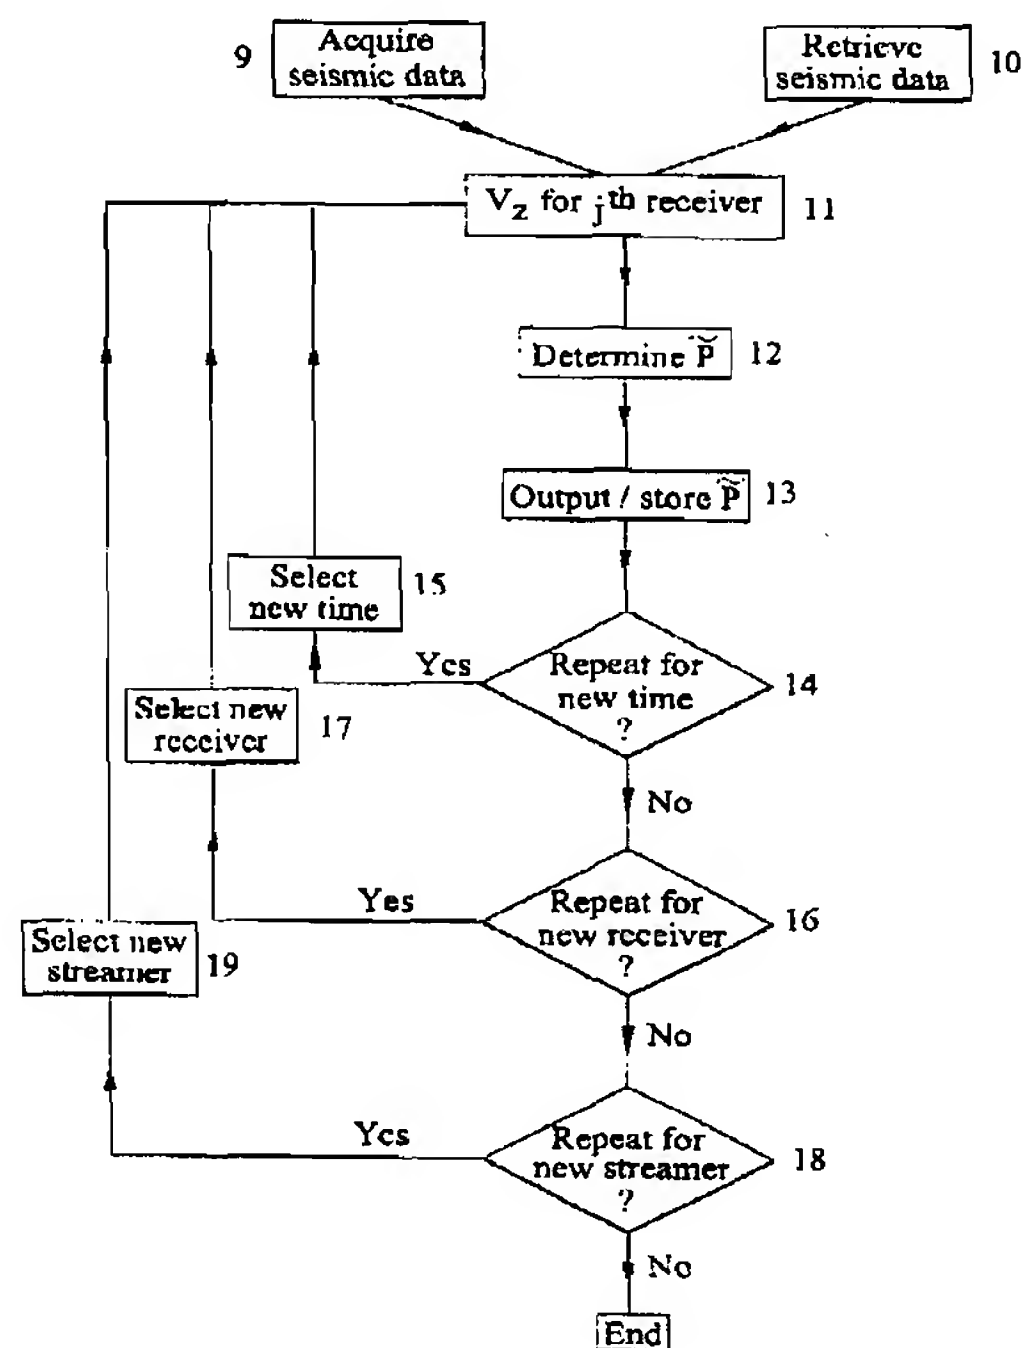 9
Acquire
seismic data
Retrieve
seismic data
10
V_z for j^th receiver
11
Determine P̃
12
Output / store P̃
13
Select
new time
15
Yes
Repeat for
new time
?
14
Select new
receiver
17
No
Yes
Repeat for
new receiver
?
16
Select new
streamer
19
No
Yes
Repeat for
new streamer
?
18
No
End